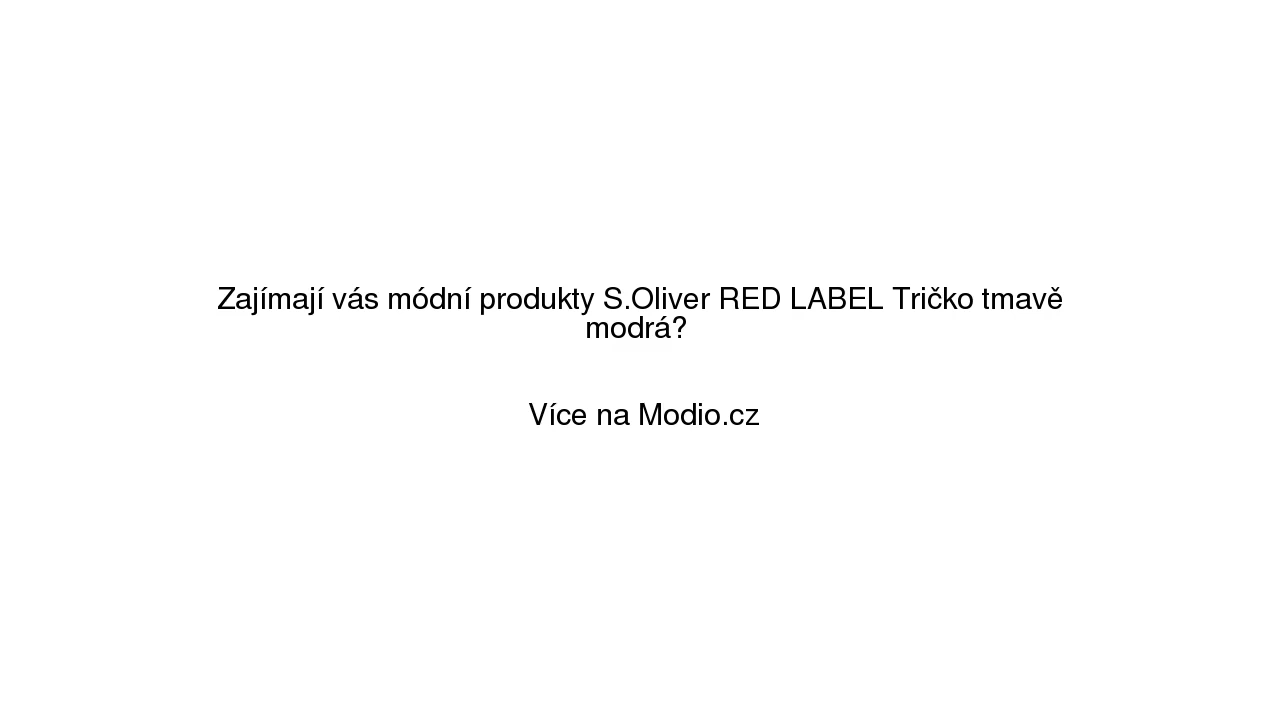 Zajímají vás módní produkty S.Oliver RED LABEL Tričko tmavě
modrá?
Více na Modio.cz